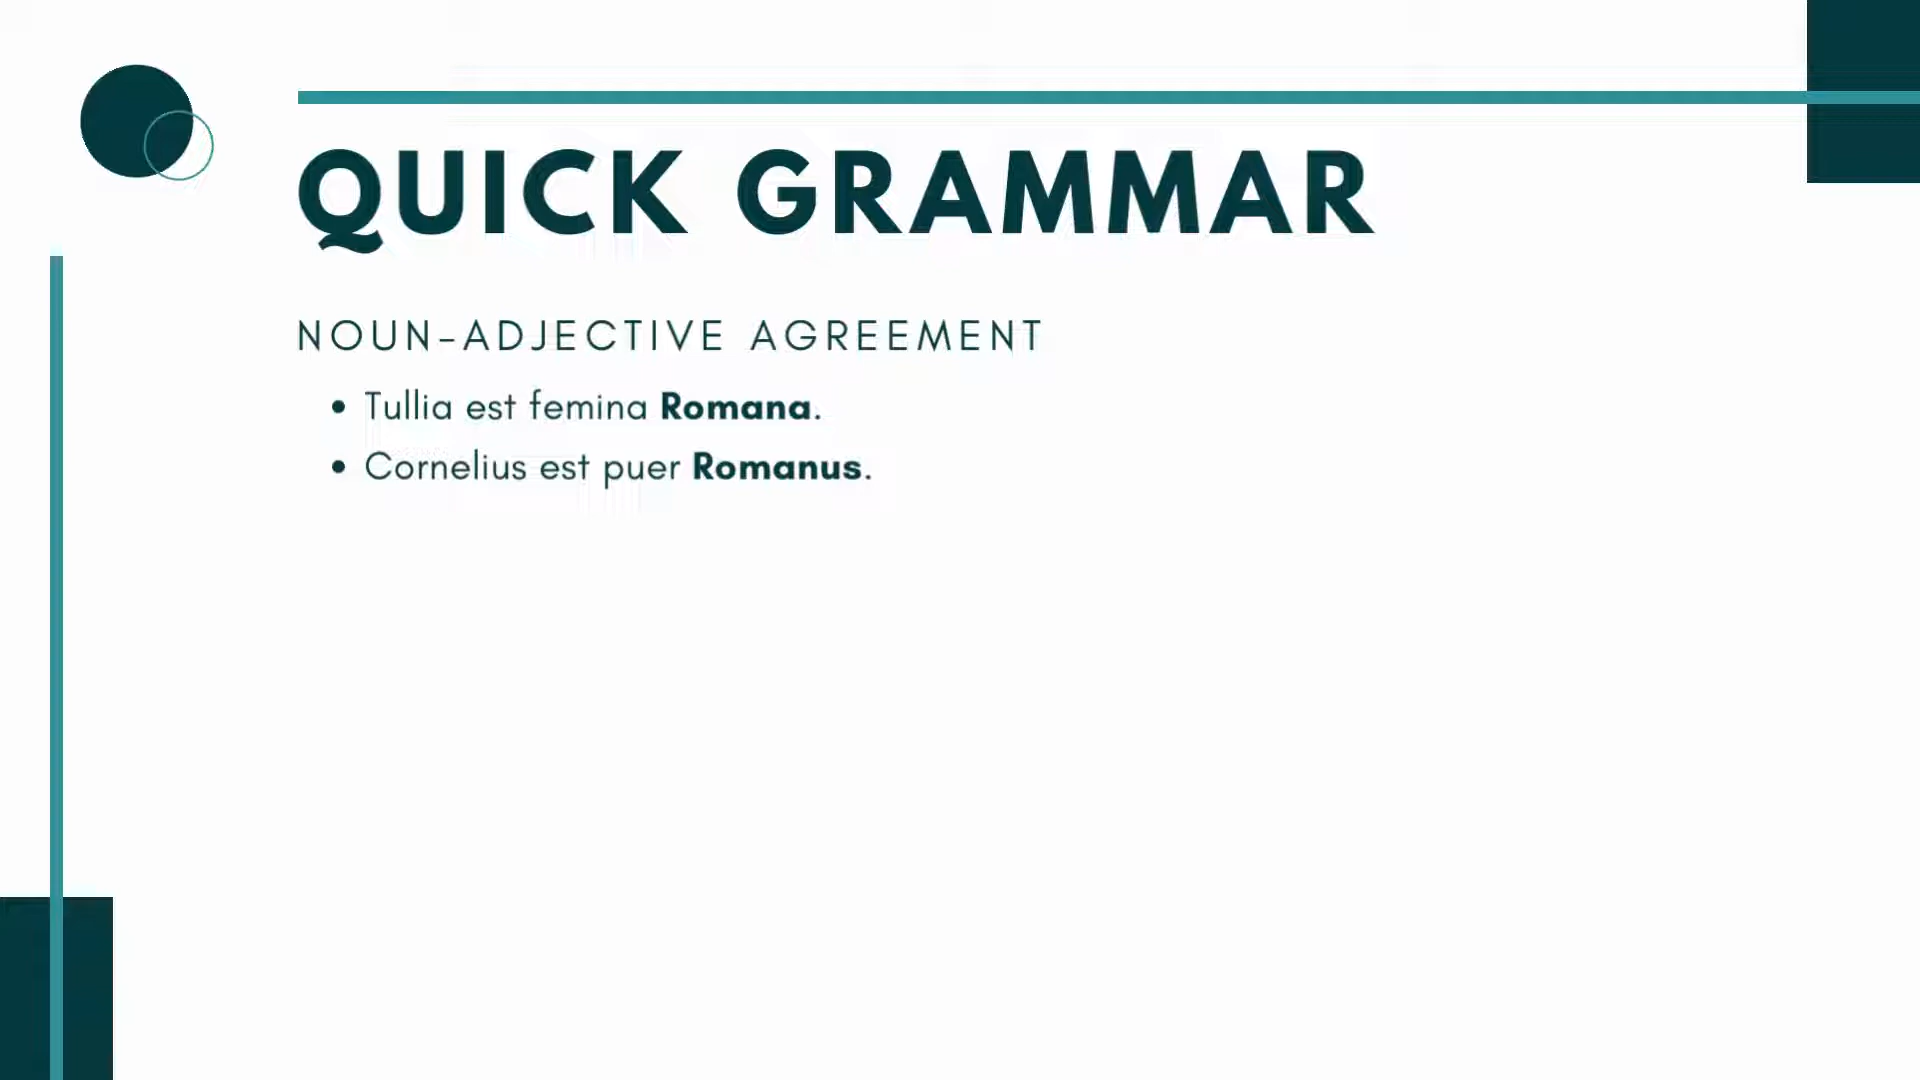 QUICK GRAMMAR
NOUN-ADJECTIVE AGREEMENT
• Tullia est femina Romana.
• Cornelius est puer Romanus.